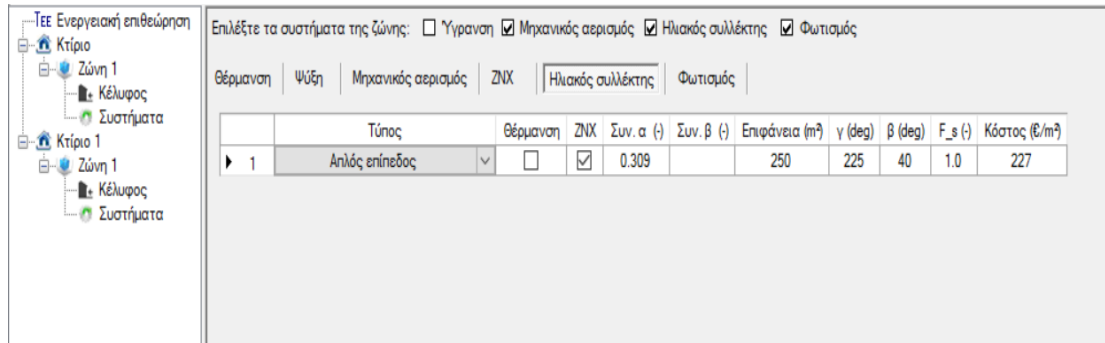 ΤΕΕ Ενεργειακή επιθεώρηση
Κτίριο
Ζώνη 1
Κέλυφος
Συστήματα
Κτίριο 1
Ζώνη 1
Κέλυφος
Συστήματα
Επιλέξτε τα συστήματα της ζώνης: Ύγρανση Μηχανικός αερισμός Ηλιακός συλλέκτης Φωτισμός
Θέρμανση Ψύξη Μηχανικός αερισμός ΖΝΧ Ηλιακός συλλέκτης Φωτισμός
Τύπος Θέρμανση ΖΝΧ Συν. α (-) Συν. β (-) Επιφάνεια (m²) γ (deg) β (deg) F_s (-) Κόστος (€/m²)
1 Απλός επίπεδος 0.309 250 225 40 1.0 227